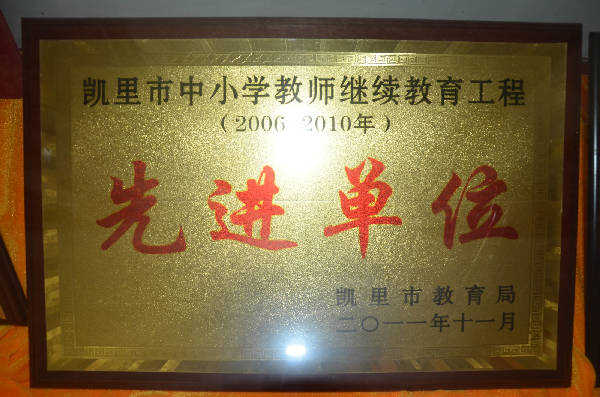 凯里市中小学教师继续教育工程
（2006 2010年）
先进单位
凯里市教育局
二〇一一年十一月